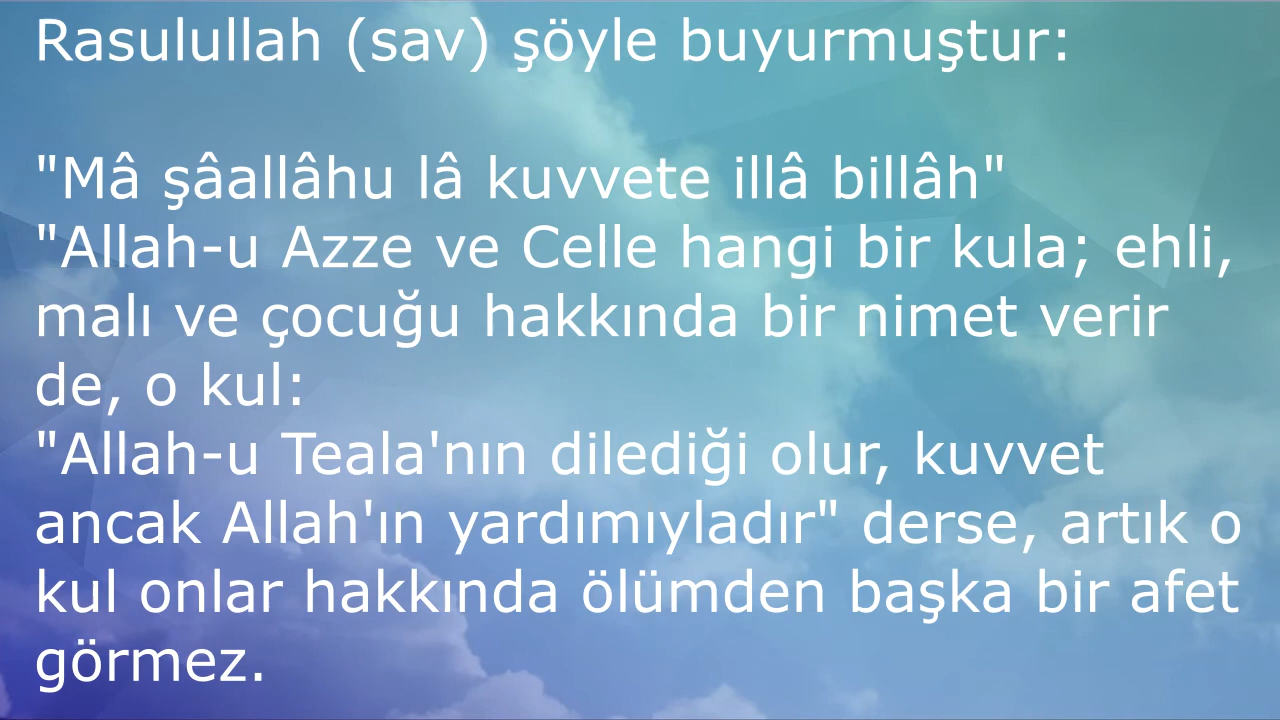 Rasulullah (sav) şöyle buyurmuştur:
"Mâ şâallâhu lâ kuvvete illâ billâh"
"Allah-u Azze ve Celle hangi bir kula; ehli,
malı ve çocuğu hakkında bir nimet verir
de, o kul:
"Allah-u Teala'nın dilediği olur, kuvvet
ancak Allah'ın yardımıyladır" derse, artık o
kul onlar hakkında ölümden başka bir afet
görmez.